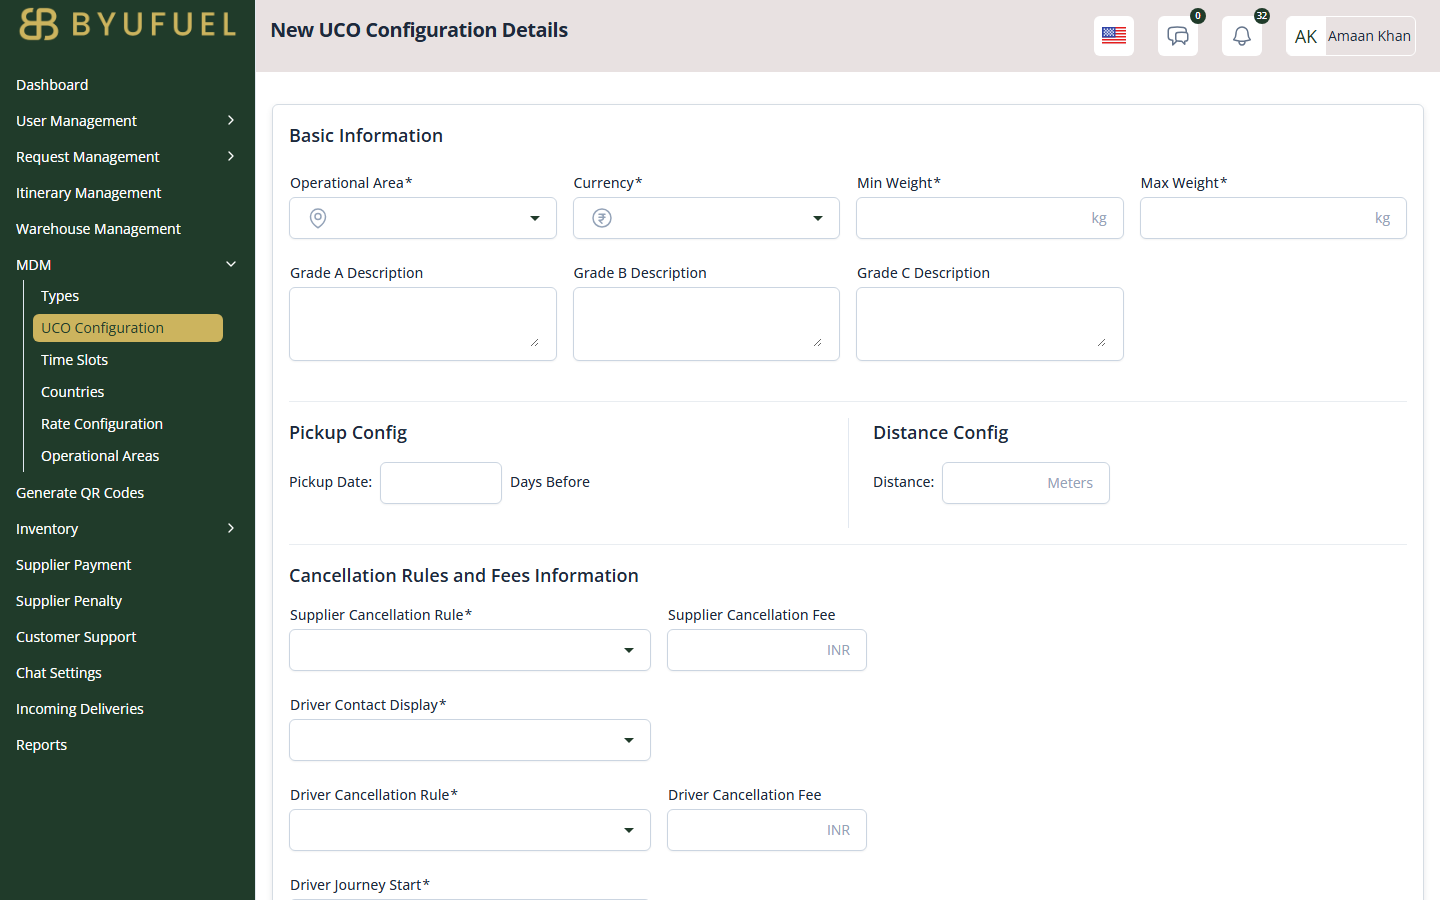 BYUFUEL
New UCO Configuration Details
0
32
AK
Amaan Khan
Dashboard
User Management
Request Management
Itinerary Management
Warehouse Management
MDM
Types
UCO Configuration
Time Slots
Countries
Rate Configuration
Operational Areas
Generate QR Codes
Inventory
Supplier Payment
Supplier Penalty
Customer Support
Chat Settings
Incoming Deliveries
Reports
Basic Information
Operational Area*
Currency*
₹
Min Weight*
kg
Max Weight*
kg
Grade A Description
Grade B Description
Grade C Description
Pickup Config
Pickup Date:
Days Before
Distance Config
Distance:
Meters
Cancellation Rules and Fees Information
Supplier Cancellation Rule*
Supplier Cancellation Fee
INR
Driver Contact Display*
Driver Cancellation Rule*
Driver Cancellation Fee
INR
Driver Journey Start*